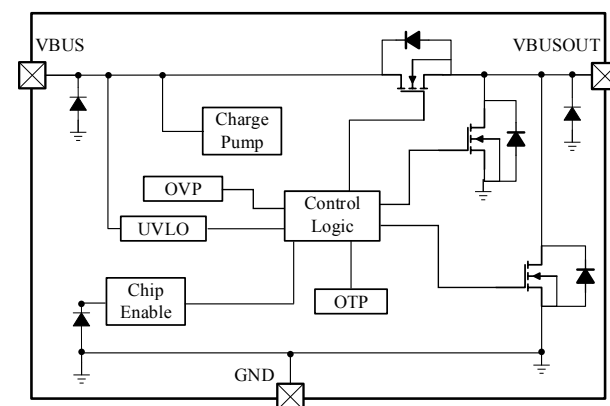 VBUS
VBUSOUT
Charge
Pump
OVP
Control
Logic
UVLO
Chip
Enable
OTP
GND